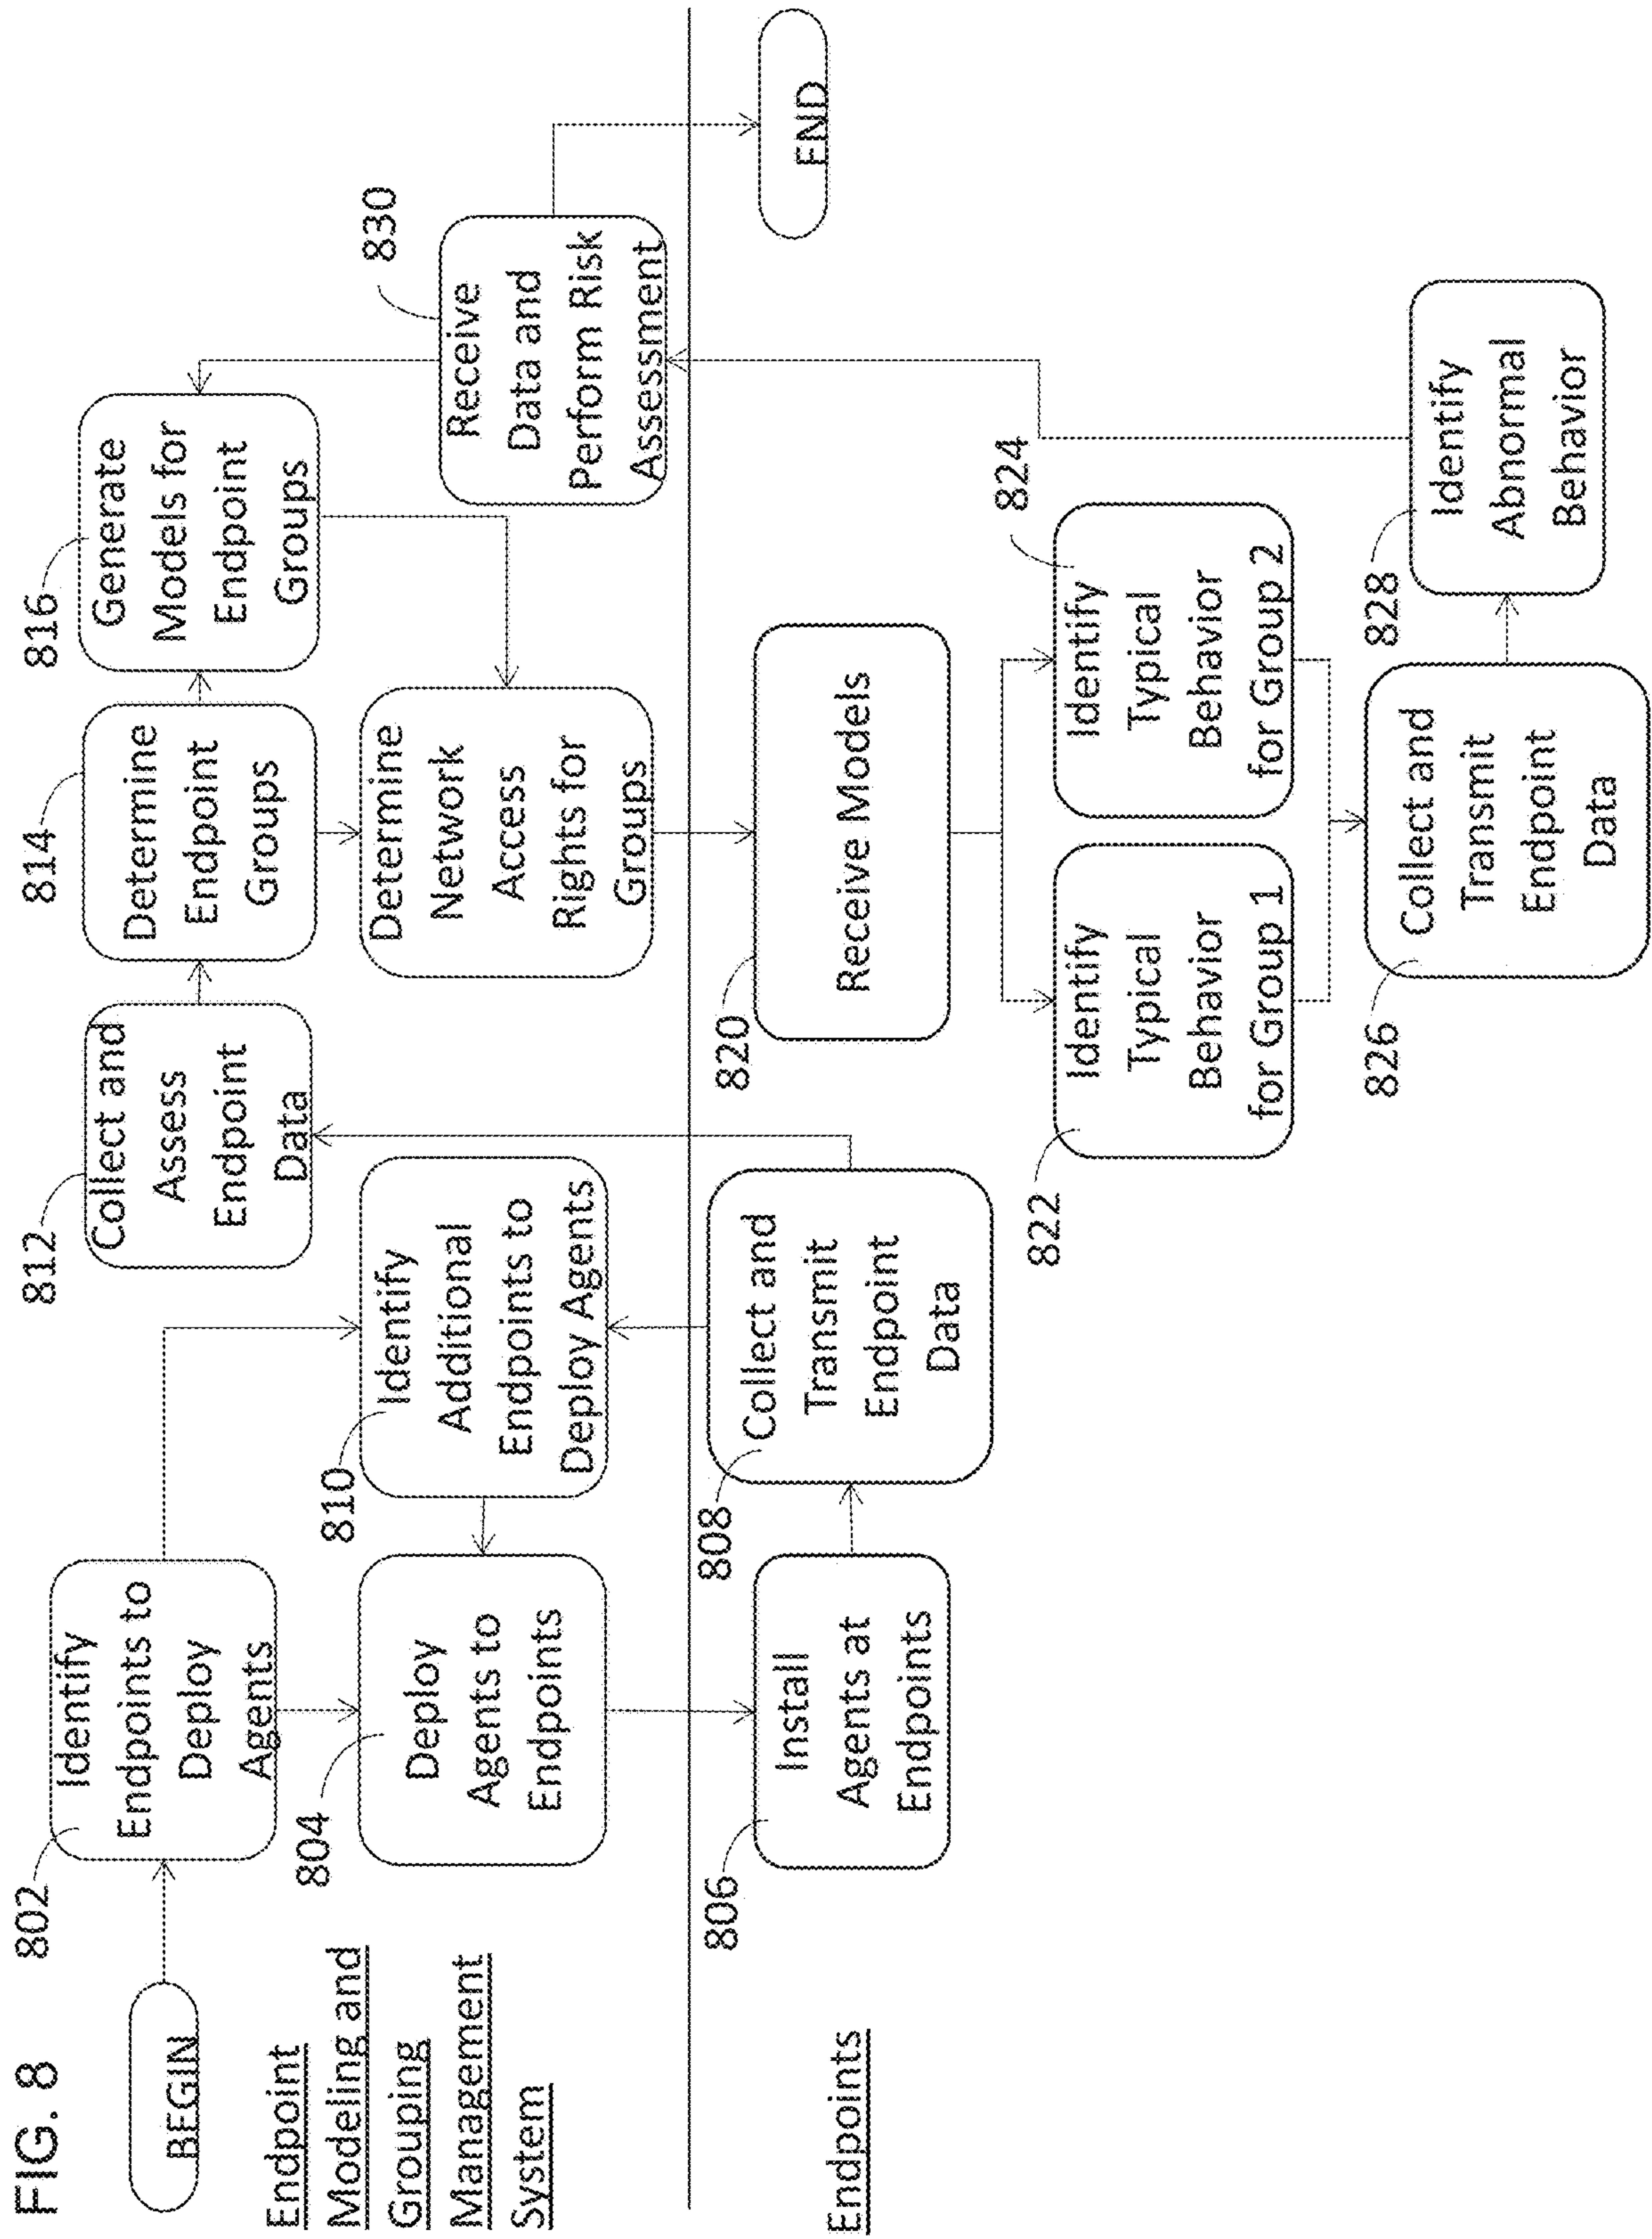 FIG. 8
BEGIN
802
Identify
Endpoints to
Deploy
Agents
804
Deploy
Agents to
Endpoints
810
Identify
Additional
Endpoints to
Deploy Agents
812
Collect and
Assess
Endpoint
Data
814
Determine
Endpoint
Groups
816
Generate
Models for
Endpoint
Groups
Determine
Network
Access
Rights for
Groups
830
Receive
Data and
Perform Risk
Assessment
Endpoint
Modeling and
Grouping
Management
System
Endpoints
806
Install
Agents at
Endpoints
808
Collect and
Transmit
Endpoint
Data
820
Receive Models
822
Identify
Typical
Behavior
for Group 1
824
Identify
Typical
Behavior
for Group 2
826
Collect and
Transmit
Endpoint
Data
828
Identify
Abnormal
Behavior
END